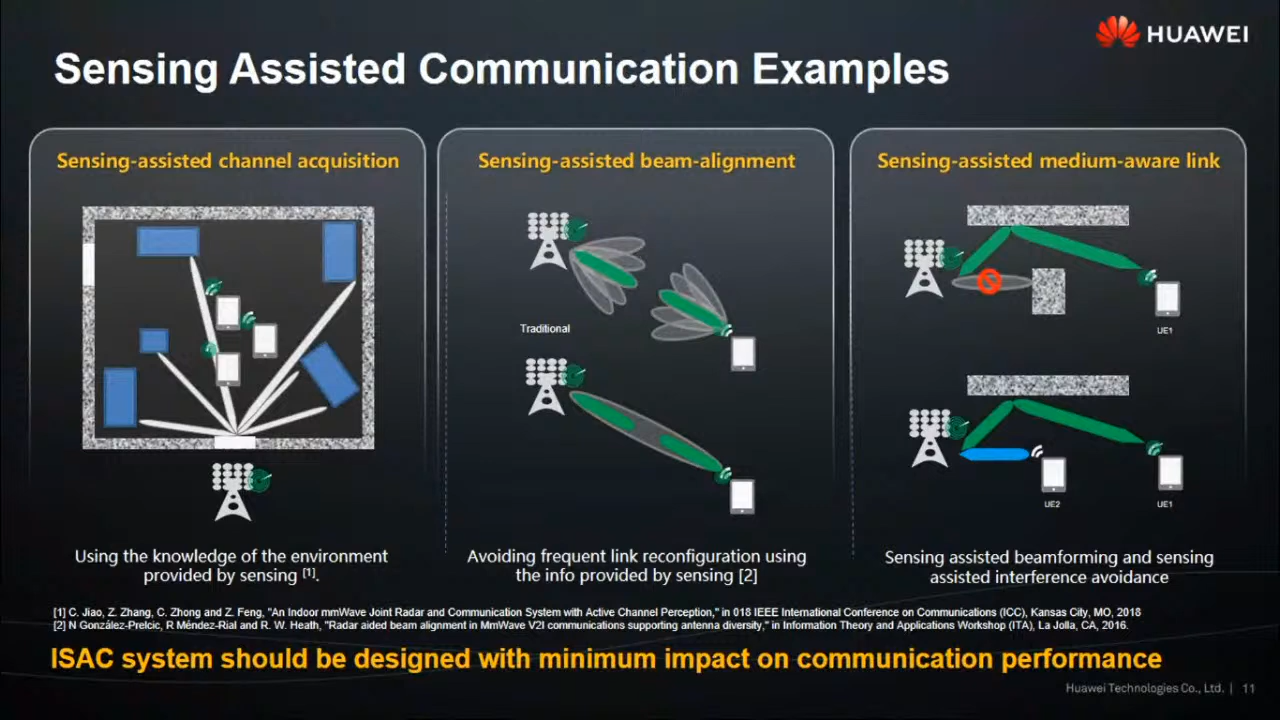 HUAWEI
Sensing Assisted Communication Examples
Sensing-assisted channel acquisition
Using the knowledge of the environment
provided by sensing [1].
Sensing-assisted beam-alignment
Traditional
Avoiding frequent link reconfiguration using
the info provided by sensing [2]
Sensing-assisted medium-aware link
UE1
UE2
UE1
Sensing assisted beamforming and sensing
assisted interference avoidance
[1] C. Jiao, Z. Zhang, C. Zhong and Z. Feng, "An Indoor mmWave Joint Radar and Communication System with Active Channel Perception," in 018 IEEE International Conference on Communications (ICC), Kansas City, MO, 2018
[2] N González-Prelcic, R Méndez-Rial and R. W. Heath, "Radar aided beam alignment in MmWave V2I communications supporting antenna diversity," in Information Theory and Applications Workshop (ITA), La Jolla, CA, 2016.
ISAC system should be designed with minimum impact on communication performance
Huawei Technologies Co., Ltd. | 11